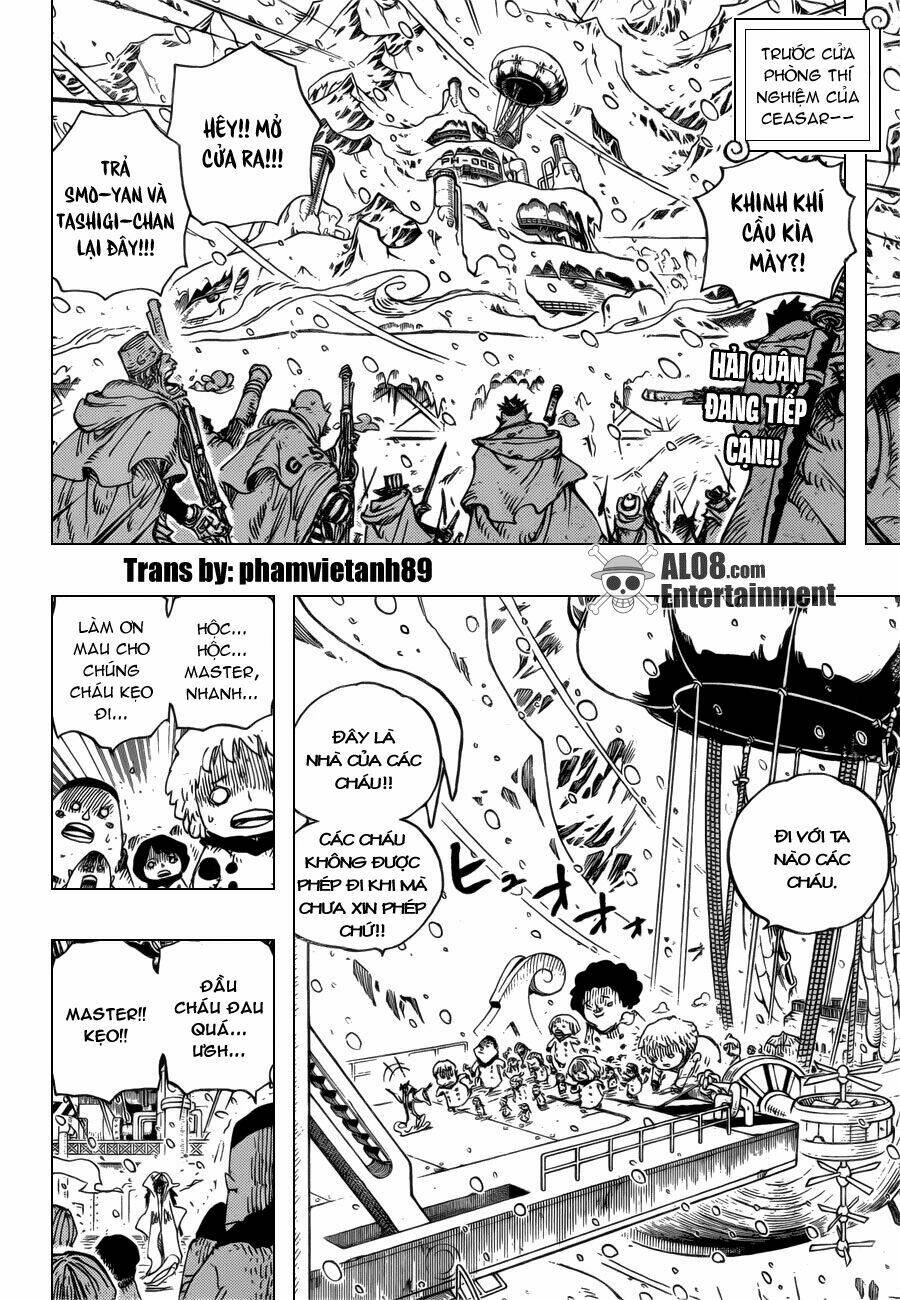 TRƯỚC CỬA
PHÒNG THÍ
NGHIỆM CỦA
CEASAR--
KHINH KHÍ
CẦU KÌA
MÀY?!
HÊY!! MỞ
CỬA RA!!!
TRẢ
SMO-YAN VÀ
TASHIGI-CHAN
LẠI ĐÂY!!!
PH-006
HẢI QUÂN
ĐANG TIẾP
CẬN!!
G
5
Trans by: phamvietanh89
ALO8.com
Entertainment
ĐI VỚI TA
NÀO CÁC
CHÁU.
ĐÂY LÀ
NHÀ CỦA CÁC
CHÁU!!
CÁC CHÁU
KHÔNG ĐƯỢC
PHÉP ĐI KHI MÀ
CHƯA XIN PHÉP
CHỨ!!
ヒュオオオ
HỘC...
HỘC...
MASTER,
NHANH...
LÀM ƠN
MAU CHO
CHÚNG
CHÁU KẸO
ĐI...
ĐẦU
CHÁU ĐAU
QUÁ...
ƯGH...
MASTER!!
KẸO!!